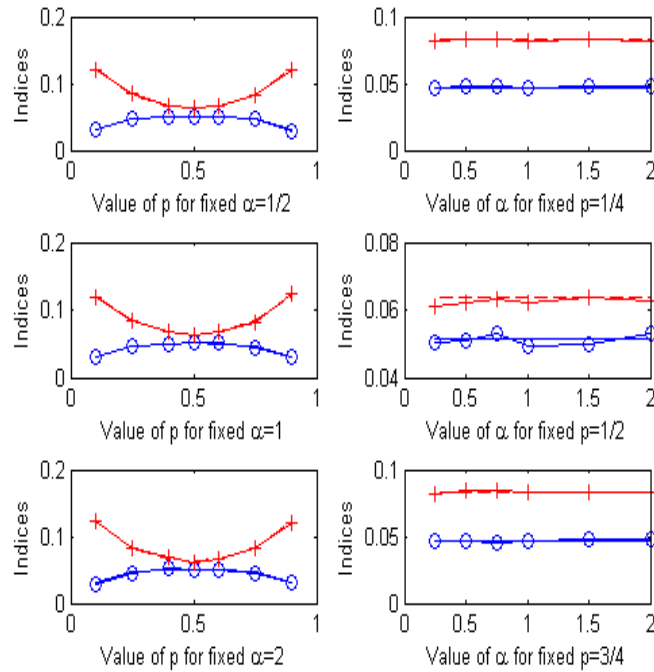 0.2
0.1
0
Indices
0 0.5 1
Value of p for fixed α=1/2
0.1
0.05
0
Indices
0 0.5 1 1.5 2
Value of α for fixed p=1/4
0.2
0.1
0
Indices
0 0.5 1
Value of p for fixed α=1
0.08
0.06
0.04
Indices
0 0.5 1 1.5 2
Value of α for fixed p=1/2
0.2
0.1
0
Indices
0 0.5 1
Value of p for fixed α=2
0.1
0.05
0
Indices
0 0.5 1 1.5 2
Value of α for fixed p=3/4